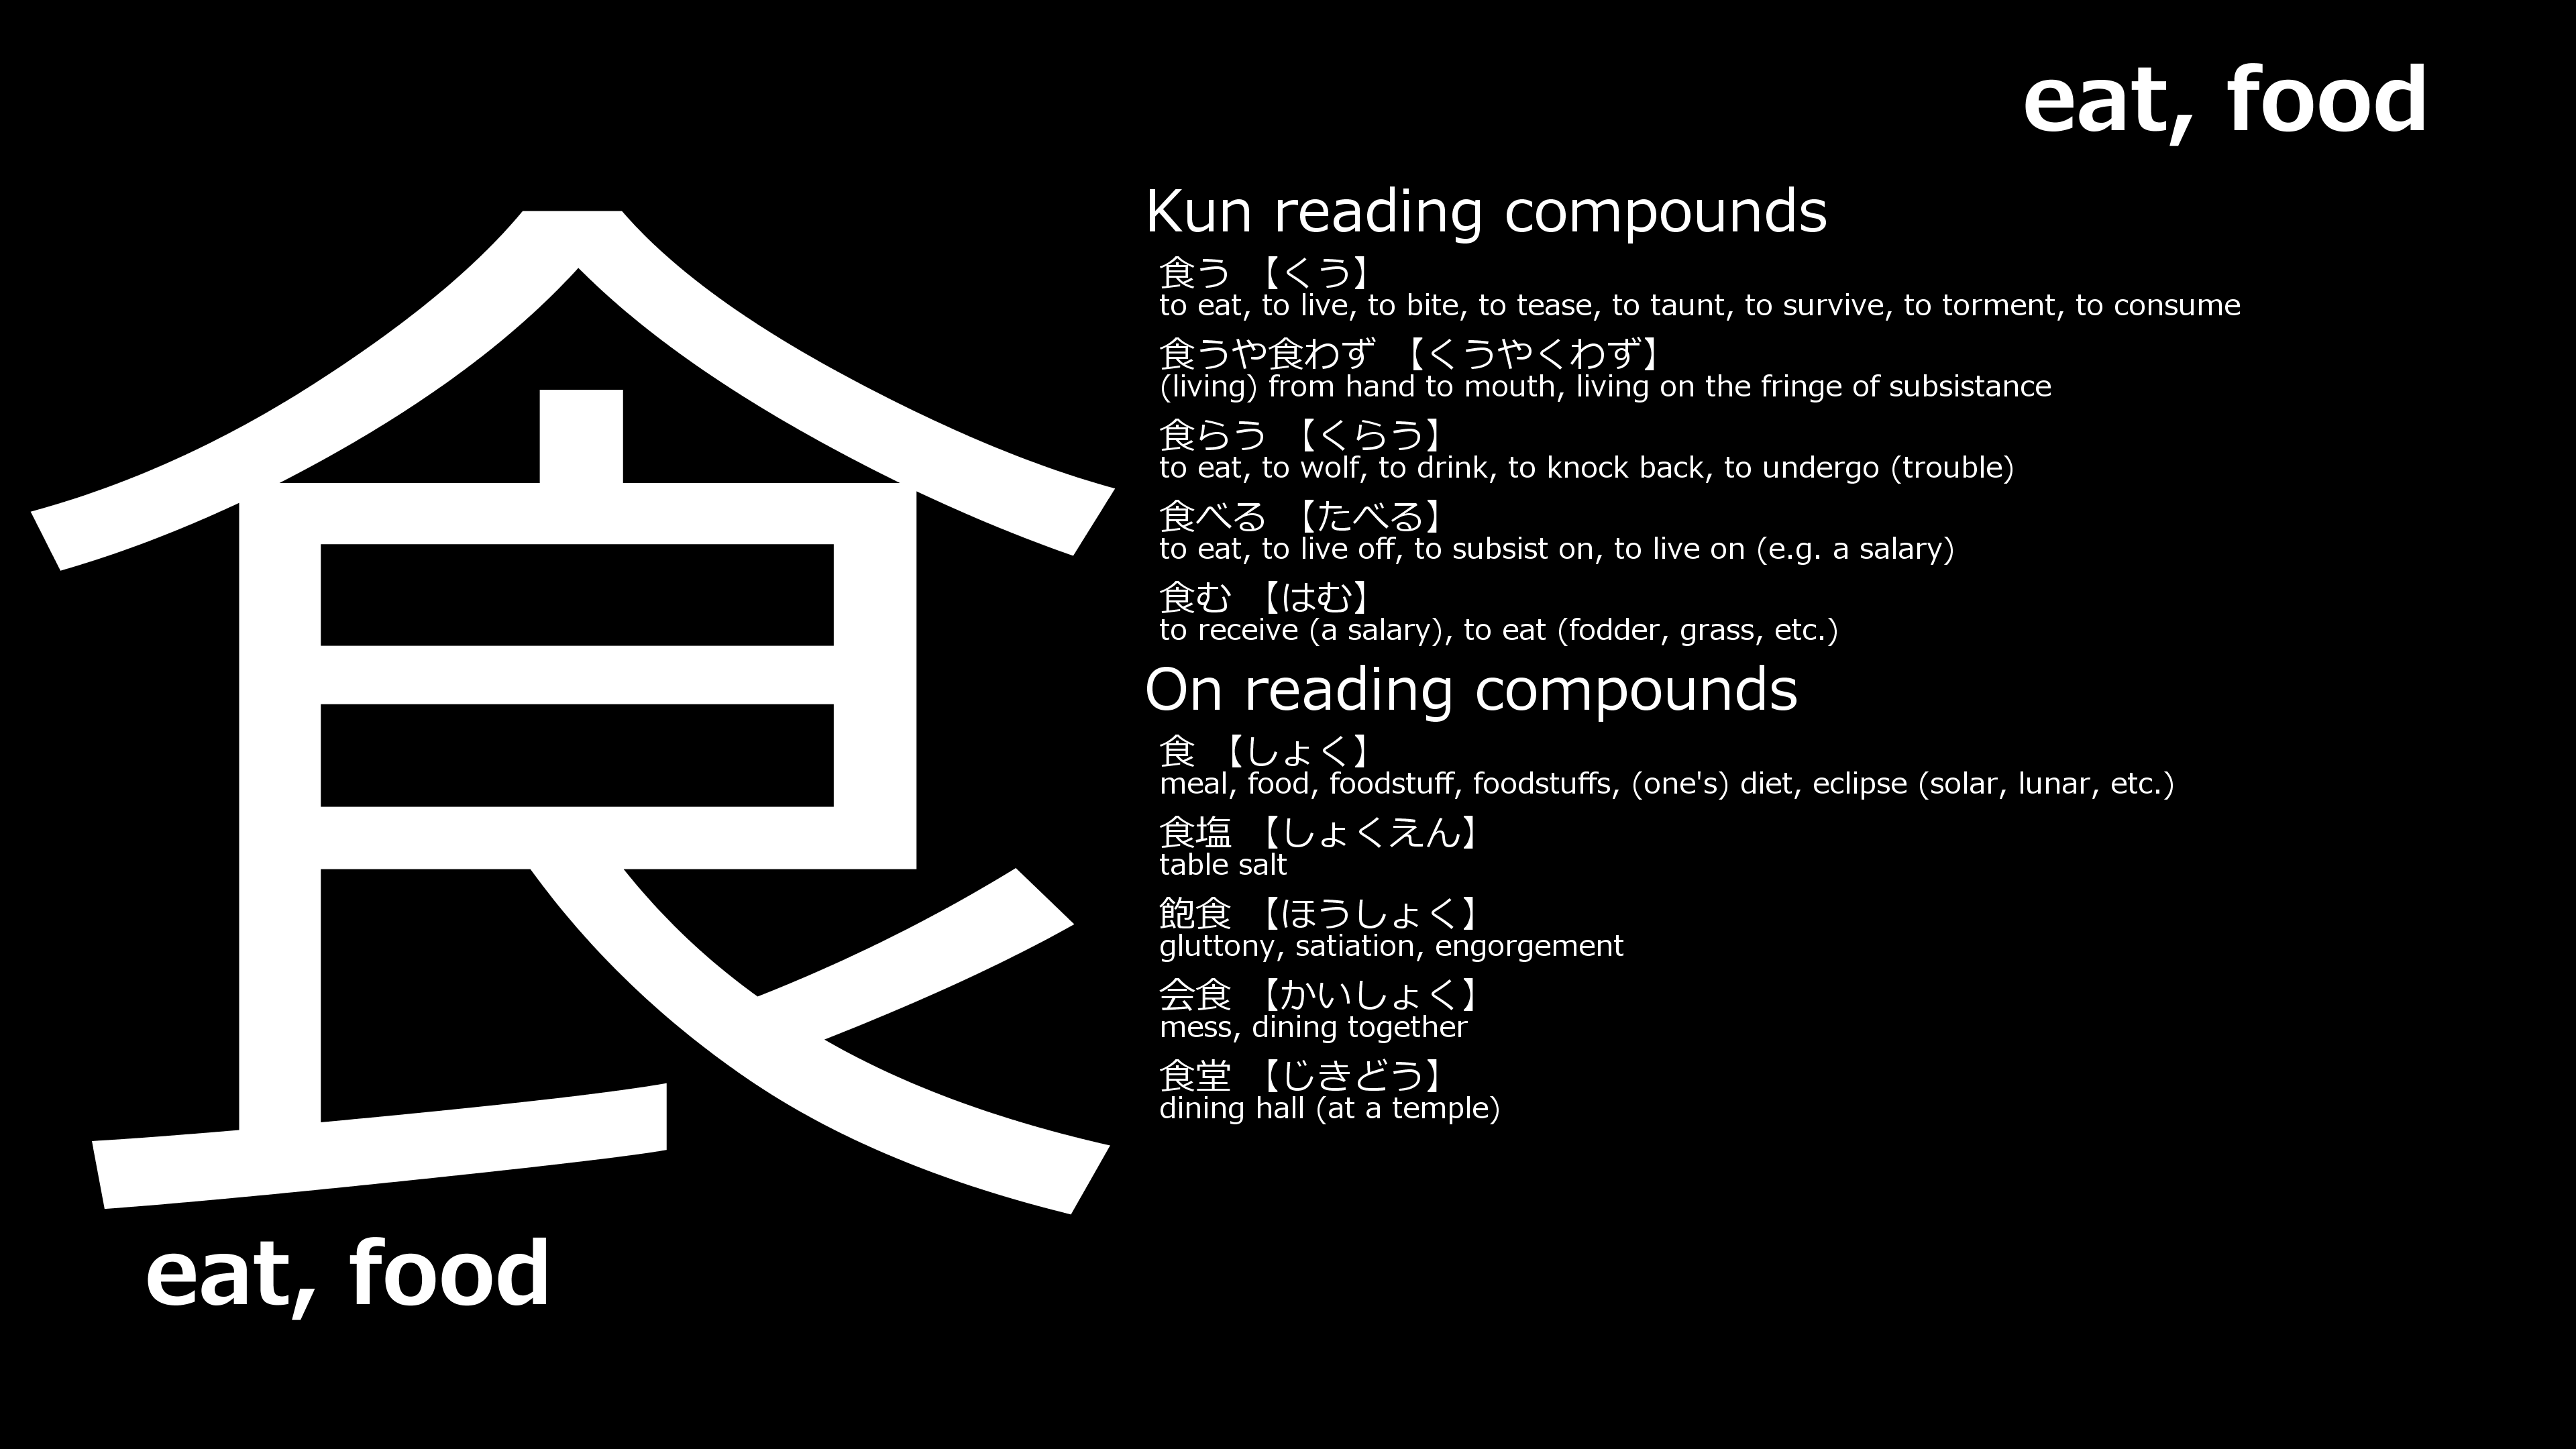 eat, food
食
eat, food
Kun reading compounds
食う 【くう】
to eat, to live, to bite, to tease, to taunt, to survive, to torment, to consume
食うや食わず 【くうやくわず】
(living) from hand to mouth, living on the fringe of subsistance
食らう 【くらう】
to eat, to wolf, to drink, to knock back, to undergo (trouble)
食べる 【たべる】
to eat, to live off, to subsist on, to live on (e.g. a salary)
食む 【はむ】
to receive (a salary), to eat (fodder, grass, etc.)
On reading compounds
食 【しょく】
meal, food, foodstuff, foodstuffs, (one's) diet, eclipse (solar, lunar, etc.)
食塩 【しょくえん】
table salt
飽食 【ほうしょく】
gluttony, satiation, engorgement
会食 【かいしょく】
mess, dining together
食堂 【じきどう】
dining hall (at a temple)